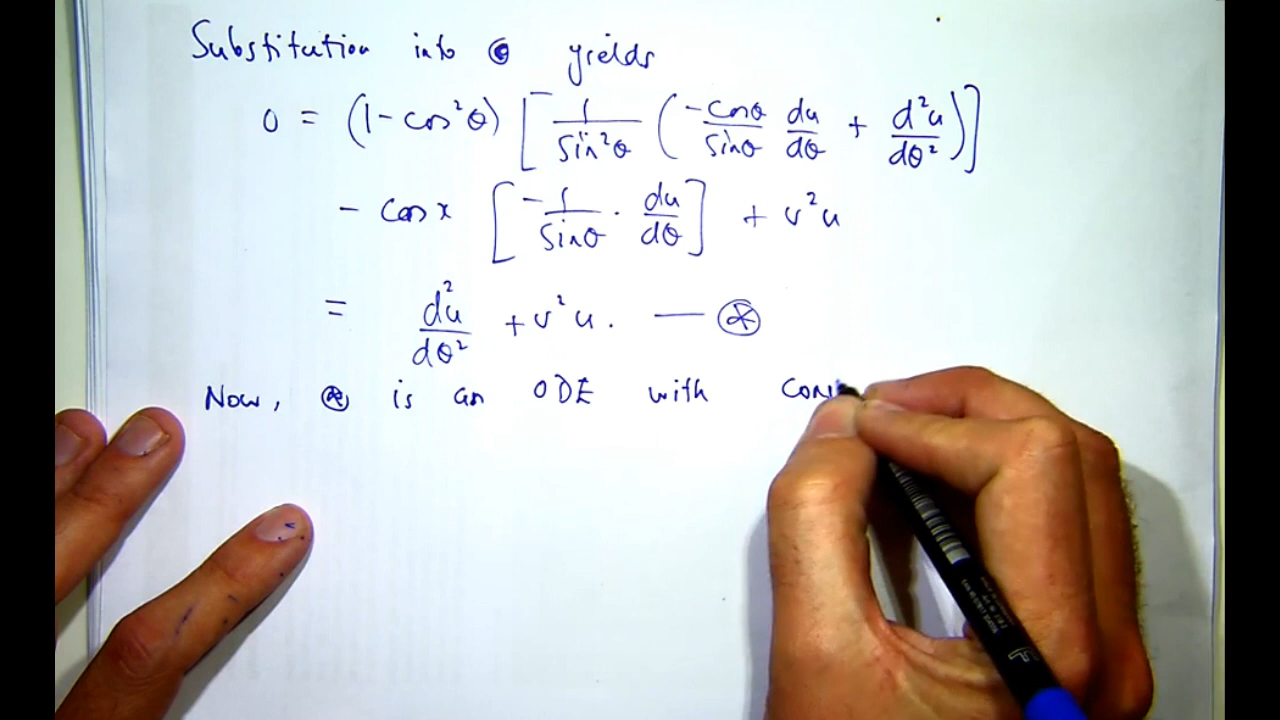 Substitution into yields
0 = (1 - cos²θ) [ 1/sin²θ ( -cosθ/sinθ du/dθ + d²u/dθ² ) ]
- cos x [ -1/sinθ · du/dθ ] + v²u
= d²u/dθ² + v²u. — ⊛
Now, ⊛ is an ODE with con